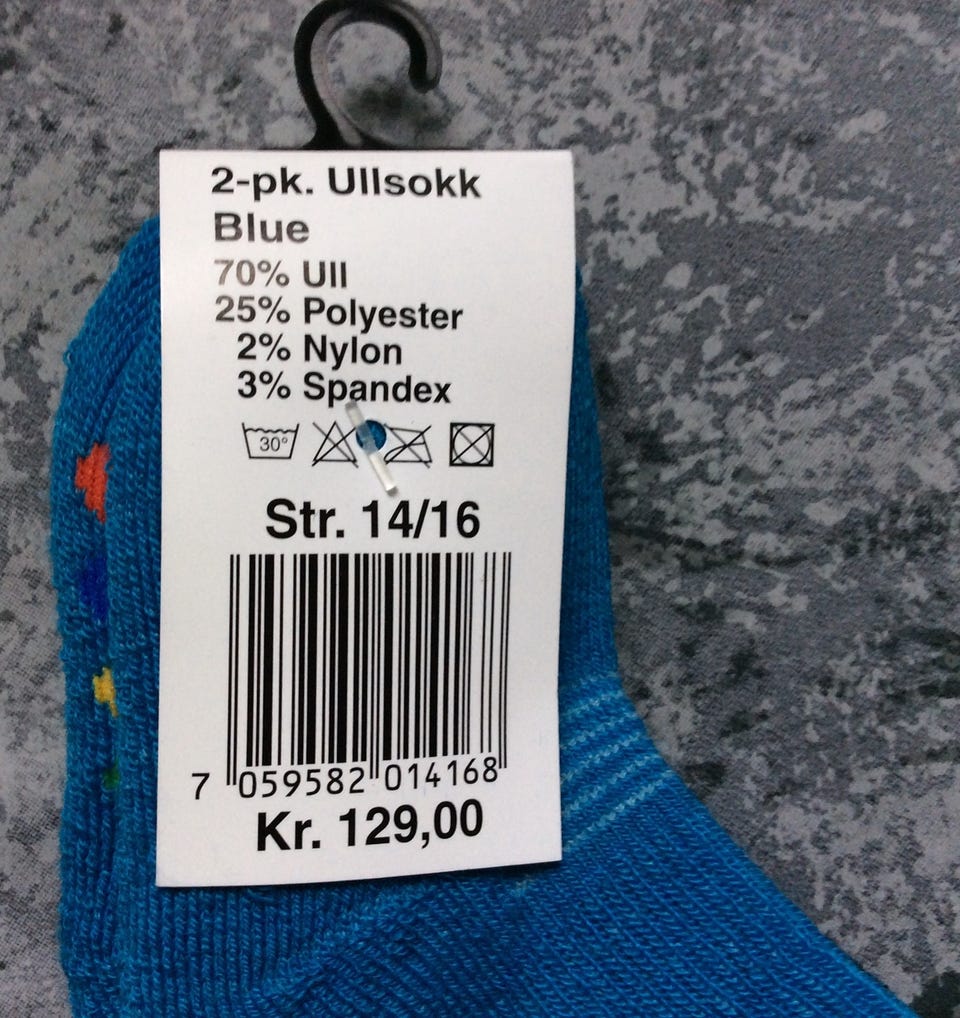 2-pk. Ullsokk
Blue
70% Ull
25% Polyester
2% Nylon
3% Spandex
30°
Str. 14/16
7 059582 014168
Kr. 129,00